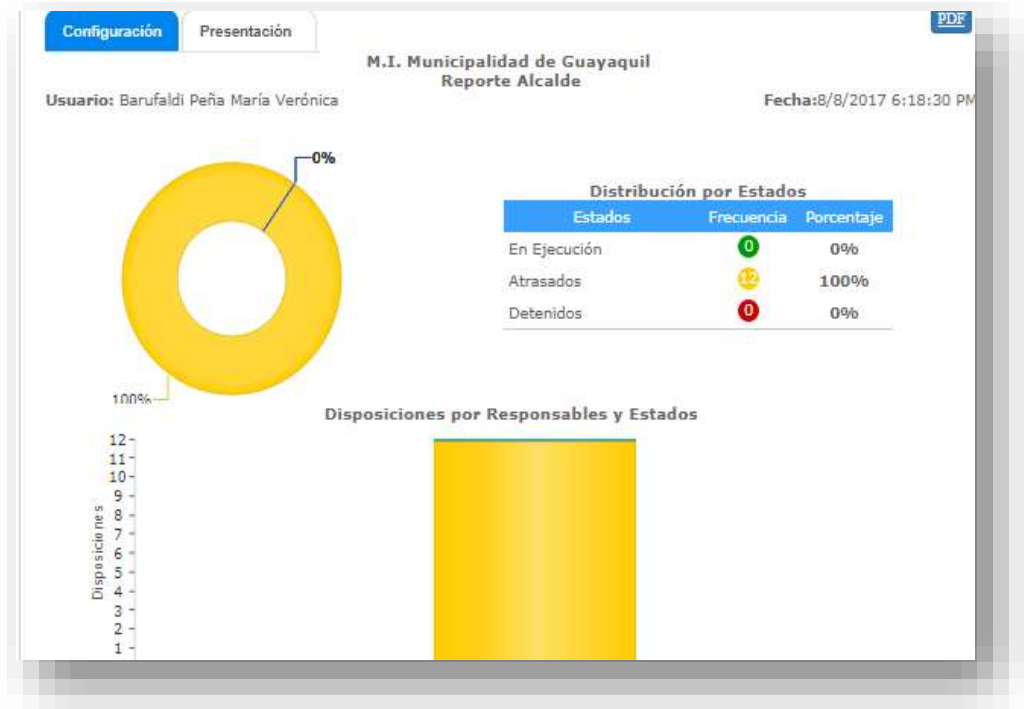 Configuración Presentación PDF
M.I. Municipalidad de Guayaquil
Reporte Alcalde
Usuario: Barufaldi Peña María Verónica Fecha:8/8/2017 6:18:30 PM
0%
100%
Distribución por Estados
Estados Frecuencia Porcentaje
En Ejecución 0 0%
Atrasados 12 100%
Detenidos 0 0%
Disposiciones por Responsables y Estados
Disposiciones
12
11
10
9
8
7
6
5
4
3
2
1